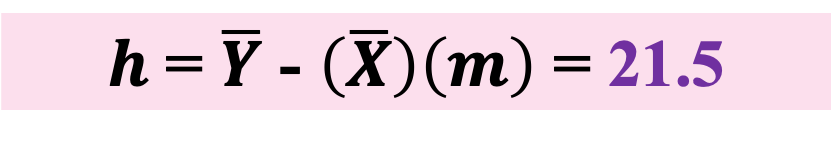 h = Y̅ - (X̅)(m) = 21.5